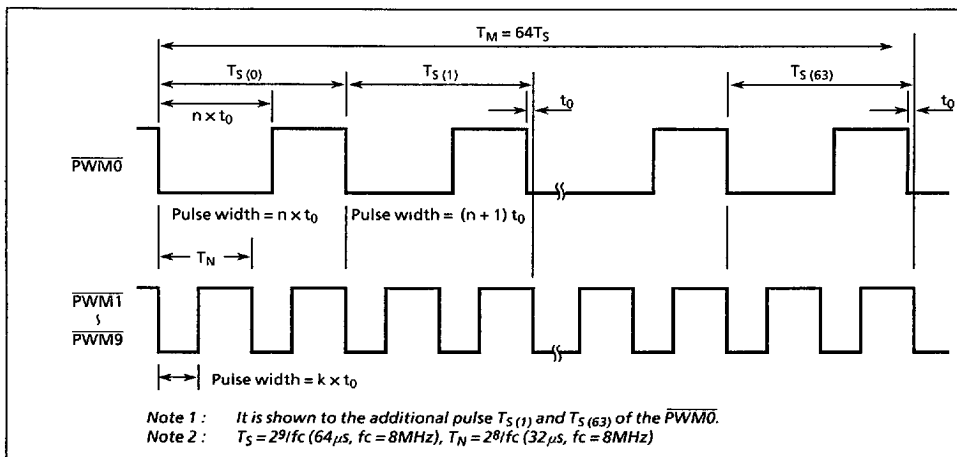 T_M = 64T_S
T_S (0) T_S (1) T_S (63)
n × t_0 t_0 t_0
PWM0
Pulse width = n × t_0 Pulse width = (n + 1) t_0
T_N
PWM1
∫
PWM9
Pulse width = k × t_0
Note 1 : It is shown to the additional pulse T_S (1) and T_S (63) of the PWM0.
Note 2 : T_S = 2^9/fc (64μs, fc = 8MHz), T_N = 2^8/fc (32μs, fc = 8MHz)